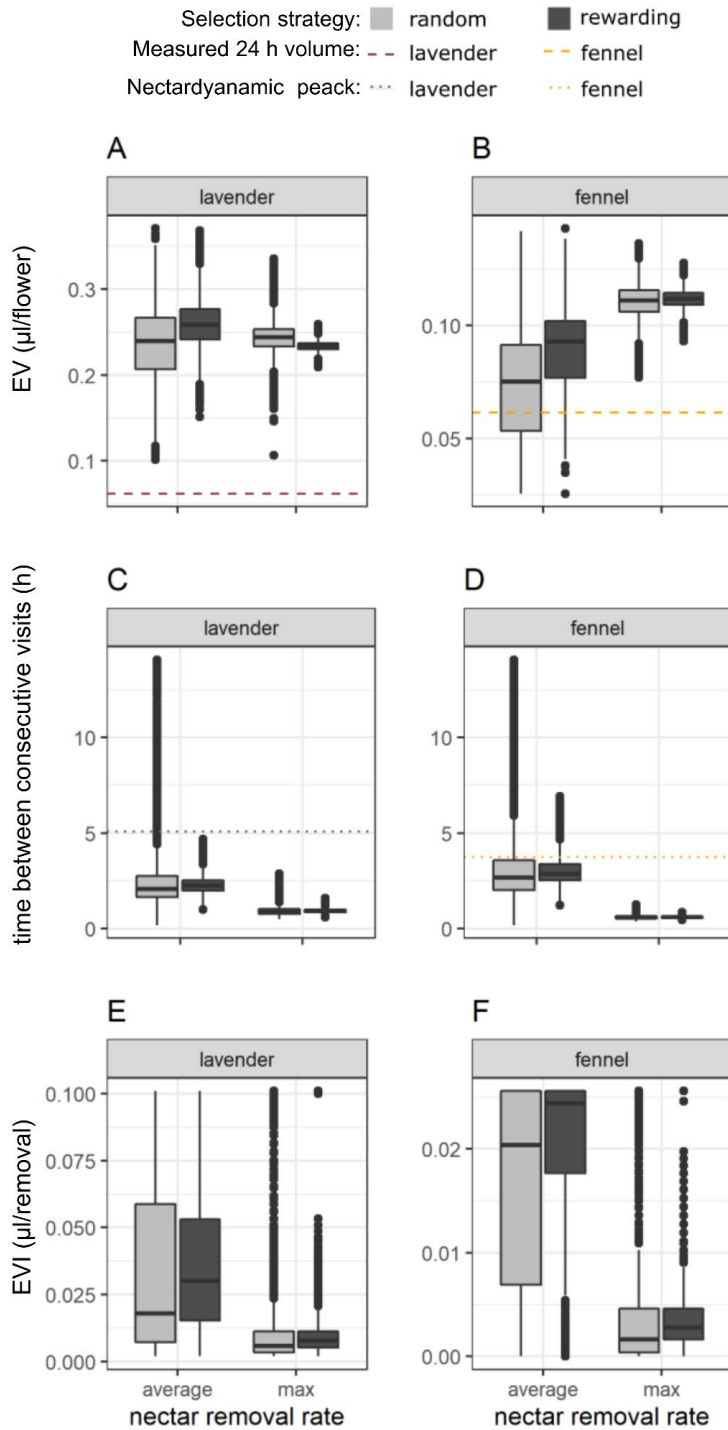 Selection strategy: random rewarding
Measured 24 h volume: lavender fennel
Nectardyanamic peack: lavender fennel
A B
lavender fennel
EV (µl/flower)
0.3
0.2
0.1
0.10
0.05
C D
lavender fennel
time between consecutive visits (h)
10
5
0
10
5
0
E F
lavender fennel
EVI (µl/removal)
0.100
0.075
0.050
0.025
0.000
0.02
0.01
0.00
average max average max
nectar removal rate nectar removal rate